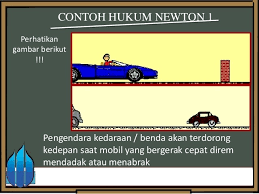 CONTOH HUKUM NEWTON 1
Perhatikan
gambar berikut
!!!
Pengendara kedaraan / benda akan terdorong
kedepan saat mobil yang bergerak cepat direm
mendadak atau menabrak